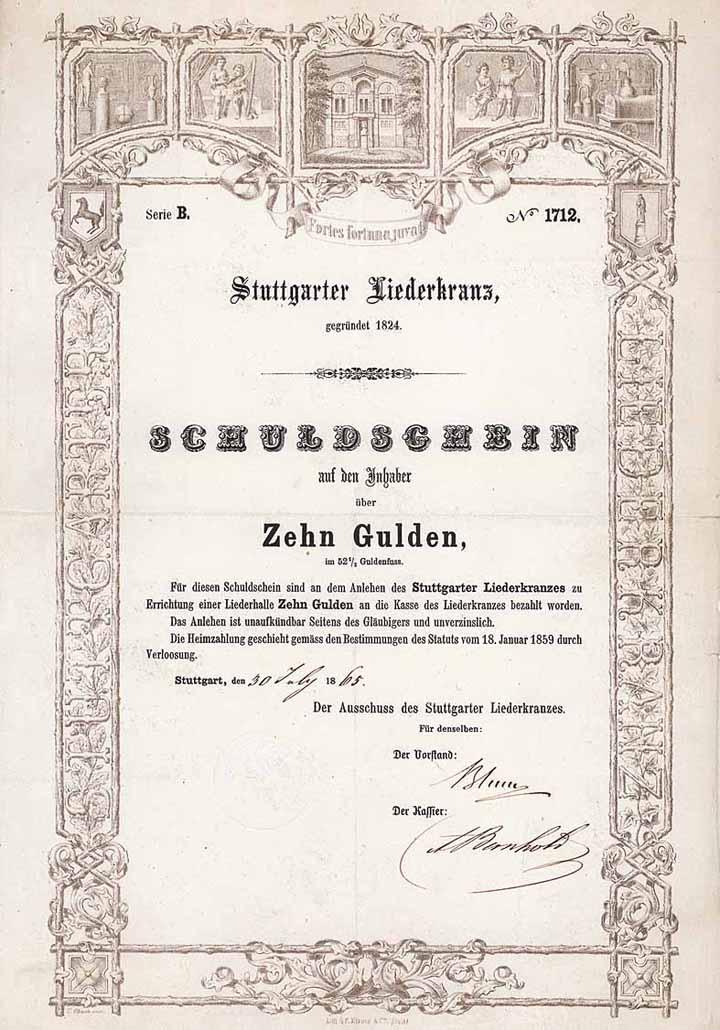 Serie B.
№ 1712.
Fortes fortuna juvat
Stuttgarter Liederkranz,
gegründet 1824.
SCHULDSCHEIN
auf den Inhaber
über
Zehn Gulden,
im 52½ Guldenfuss.
Für diesen Schuldschein sind an dem Anlehen des Stuttgarter Liederkranzes zu
Errichtung einer Liederhalle Zehn Gulden an die Kasse des Liederkranzes bezahlt worden.
Das Anlehen ist unaufkündbar Seitens des Gläubigers und unverzinslich.
Die Heimzahlung geschieht gemäss den Bestimmungen des Statuts vom 18. Januar 1859 durch
Verloosung.
Stuttgart, den 30 July 1865.
Der Ausschuss des Stuttgarter Liederkranzes.
Für denselben:
Der Vorstand:
Der Kassier:
A Bernhold
STUTTGARTER
LIEDERKRANZ